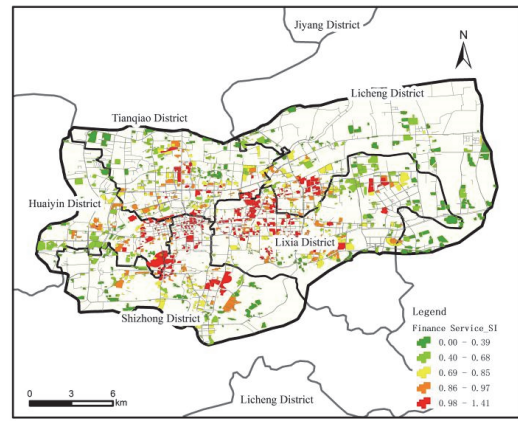 Jiyang District
N
Licheng District
Tianqiao District
Huaiyin District
Lixia District
Shizhong District
Legend
Finance Service_SI
0.00 - 0.39
0.40 - 0.68
0.69 - 0.85
0.86 - 0.97
0.98 - 1.41
0 3 6
km
Licheng District